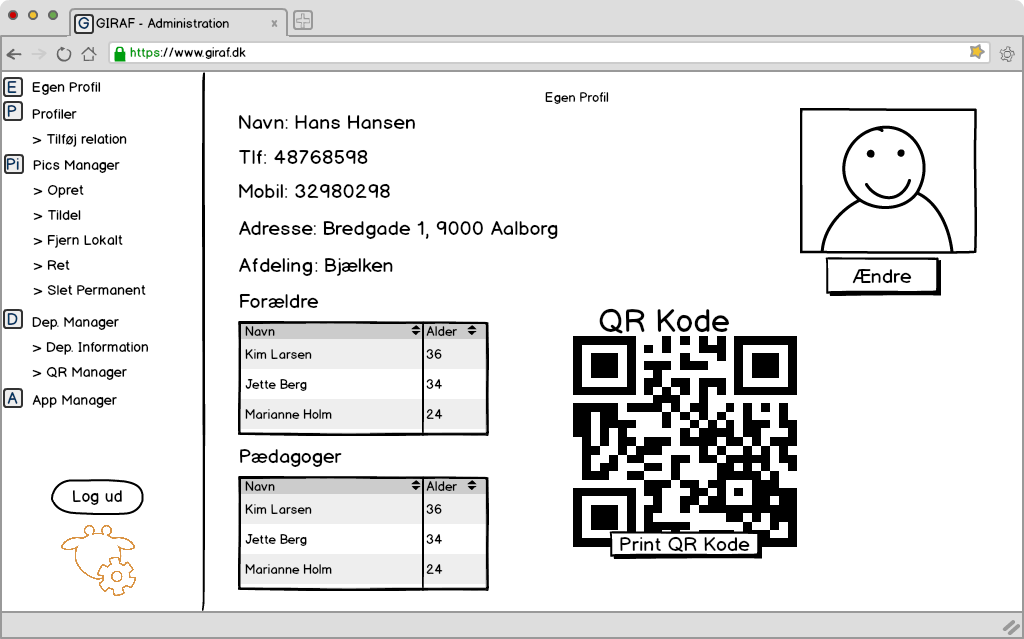 G GIRAF - Administration x
https://www.giraf.dk
E Egen Profil
P Profiler
> Tilføj relation
Pi Pics Manager
> Opret
> Tildel
> Fjern Lokalt
> Ret
> Slet Permanent
D Dep. Manager
> Dep. Information
> QR Manager
A App Manager
Log ud
Egen Profil
Navn: Hans Hansen
Tlf: 48768598
Mobil: 32980298
Adresse: Bredgade 1, 9000 Aalborg
Afdeling: Bjælken
Ændre
Forældre
Navn Alder
Kim Larsen 36
Jette Berg 34
Marianne Holm 24
Pædagoger
Navn Alder
Kim Larsen 36
Jette Berg 34
Marianne Holm 24
QR Kode
Print QR Kode